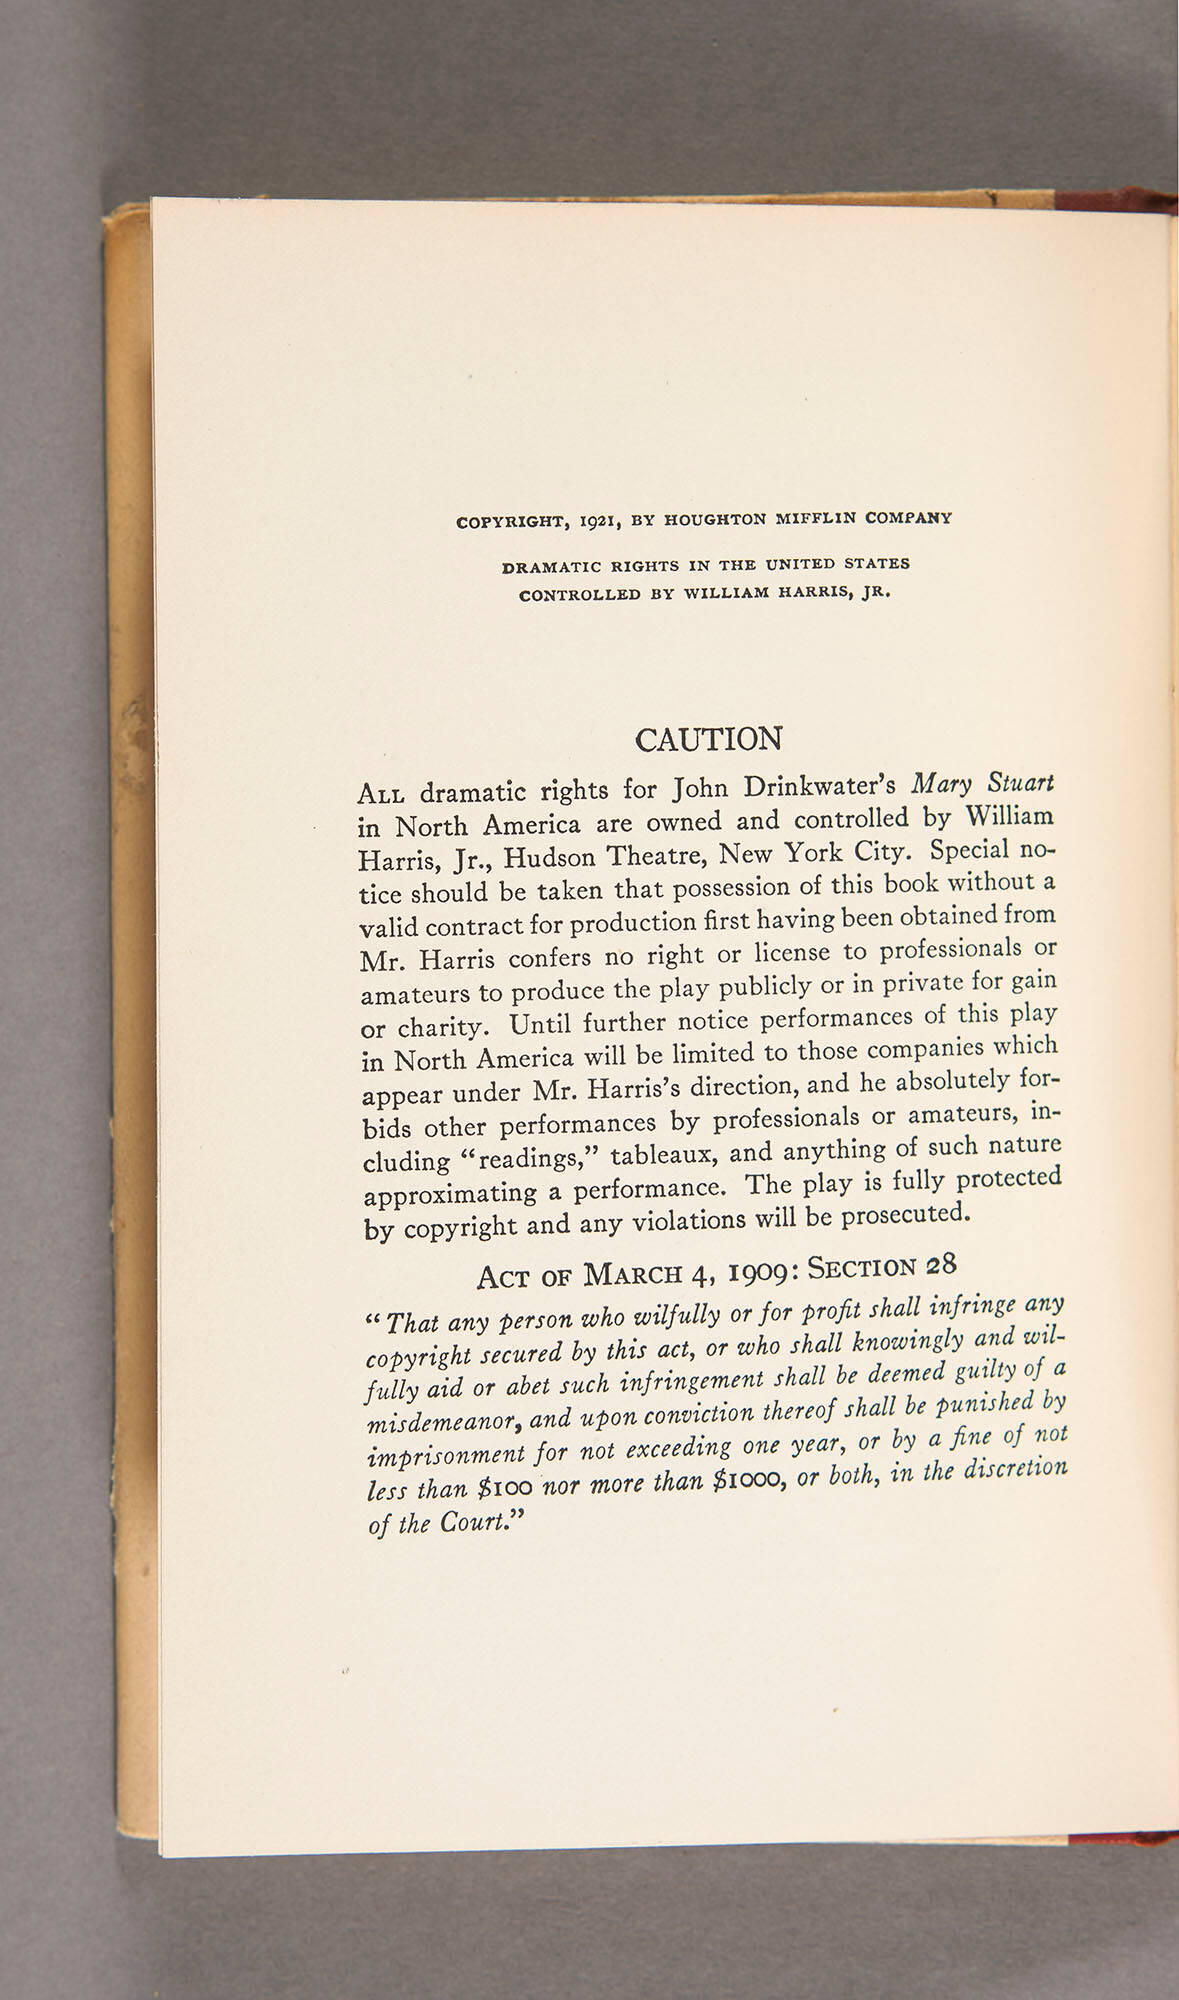 COPYRIGHT, 1921, BY HOUGHTON MIFFLIN COMPANY
DRAMATIC RIGHTS IN THE UNITED STATES
CONTROLLED BY WILLIAM HARRIS, JR.
CAUTION
ALL dramatic rights for John Drinkwater's Mary Stuart
in North America are owned and controlled by William
Harris, Jr., Hudson Theatre, New York City. Special no-
tice should be taken that possession of this book without a
valid contract for production first having been obtained from
Mr. Harris confers no right or license to professionals or
amateurs to produce the play publicly or in private for gain
or charity. Until further notice performances of this play
in North America will be limited to those companies which
appear under Mr. Harris's direction, and he absolutely for-
bids other performances by professionals or amateurs, in-
cluding “readings,” tableaux, and anything of such nature
approximating a performance. The play is fully protected
by copyright and any violations will be prosecuted.
ACT OF MARCH 4, 1909: SECTION 28
“That any person who wilfully or for profit shall infringe any
copyright secured by this act, or who shall knowingly and wil-
fully aid or abet such infringement shall be deemed guilty of a
misdemeanor, and upon conviction thereof shall be punished by
imprisonment for not exceeding one year, or by a fine of not
less than $100 nor more than $1000, or both, in the discretion
of the Court.”